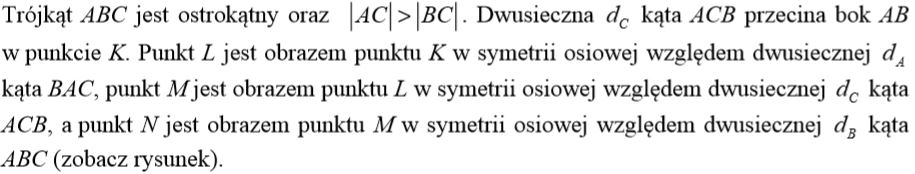 Trójkąt ABC jest ostrokątny oraz |AC|>|BC|. Dwusieczna d_C kąta ACB przecina bok AB
w punkcie K. Punkt L jest obrazem punktu K w symetrii osiowej względem dwusiecznej d_A
kąta BAC, punkt M jest obrazem punktu L w symetrii osiowej względem dwusiecznej d_C kąta
ACB, a punkt N jest obrazem punktu M w symetrii osiowej względem dwusiecznej d_B kąta
ABC (zobacz rysunek).